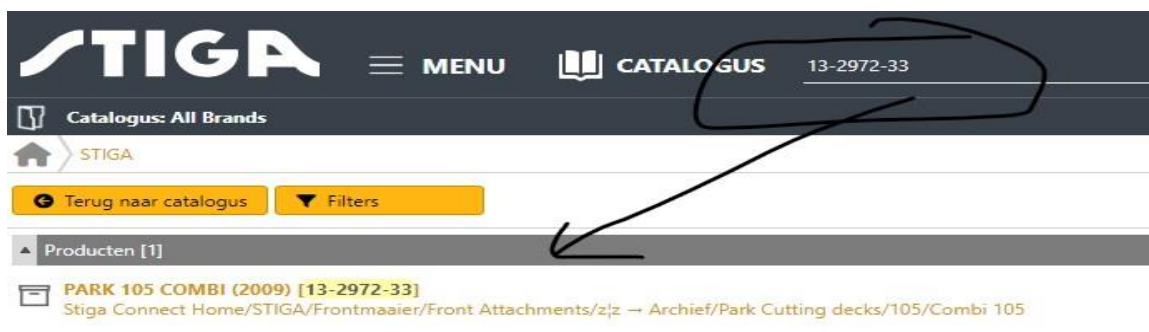 STIGA MENU CATALOGUS 13-2972-33
Catalogus: All Brands
STIGA
Terug naar catalogus Filters
Producten [1]
PARK 105 COMBI (2009) [13-2972-33]
Stiga Connect Home/STIGA/Frontmaaier/Front Attachments/z¦z → Archief/Park Cutting decks/105/Combi 105